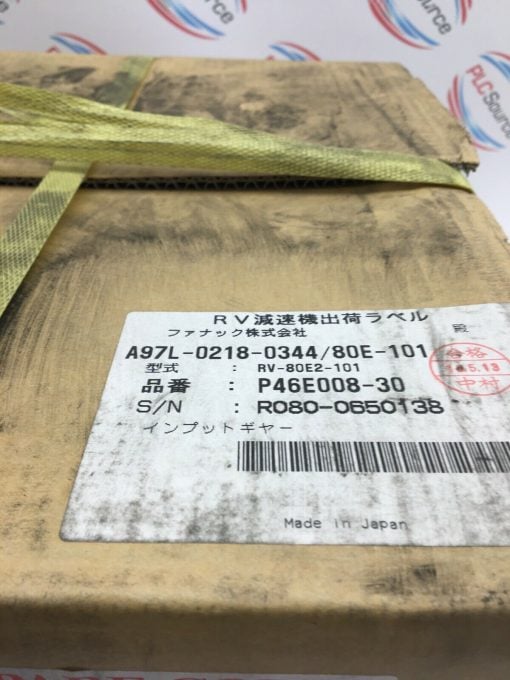 PLCSource
RV減速機出荷ラベル
ファナック株式会社 殿
A97L-0218-0344/80E-101
型式 : RV-80E2-101
品番 : P46E008-30
S/N : R080-0650138
インプットギヤー
合格
中村
Made in Japan